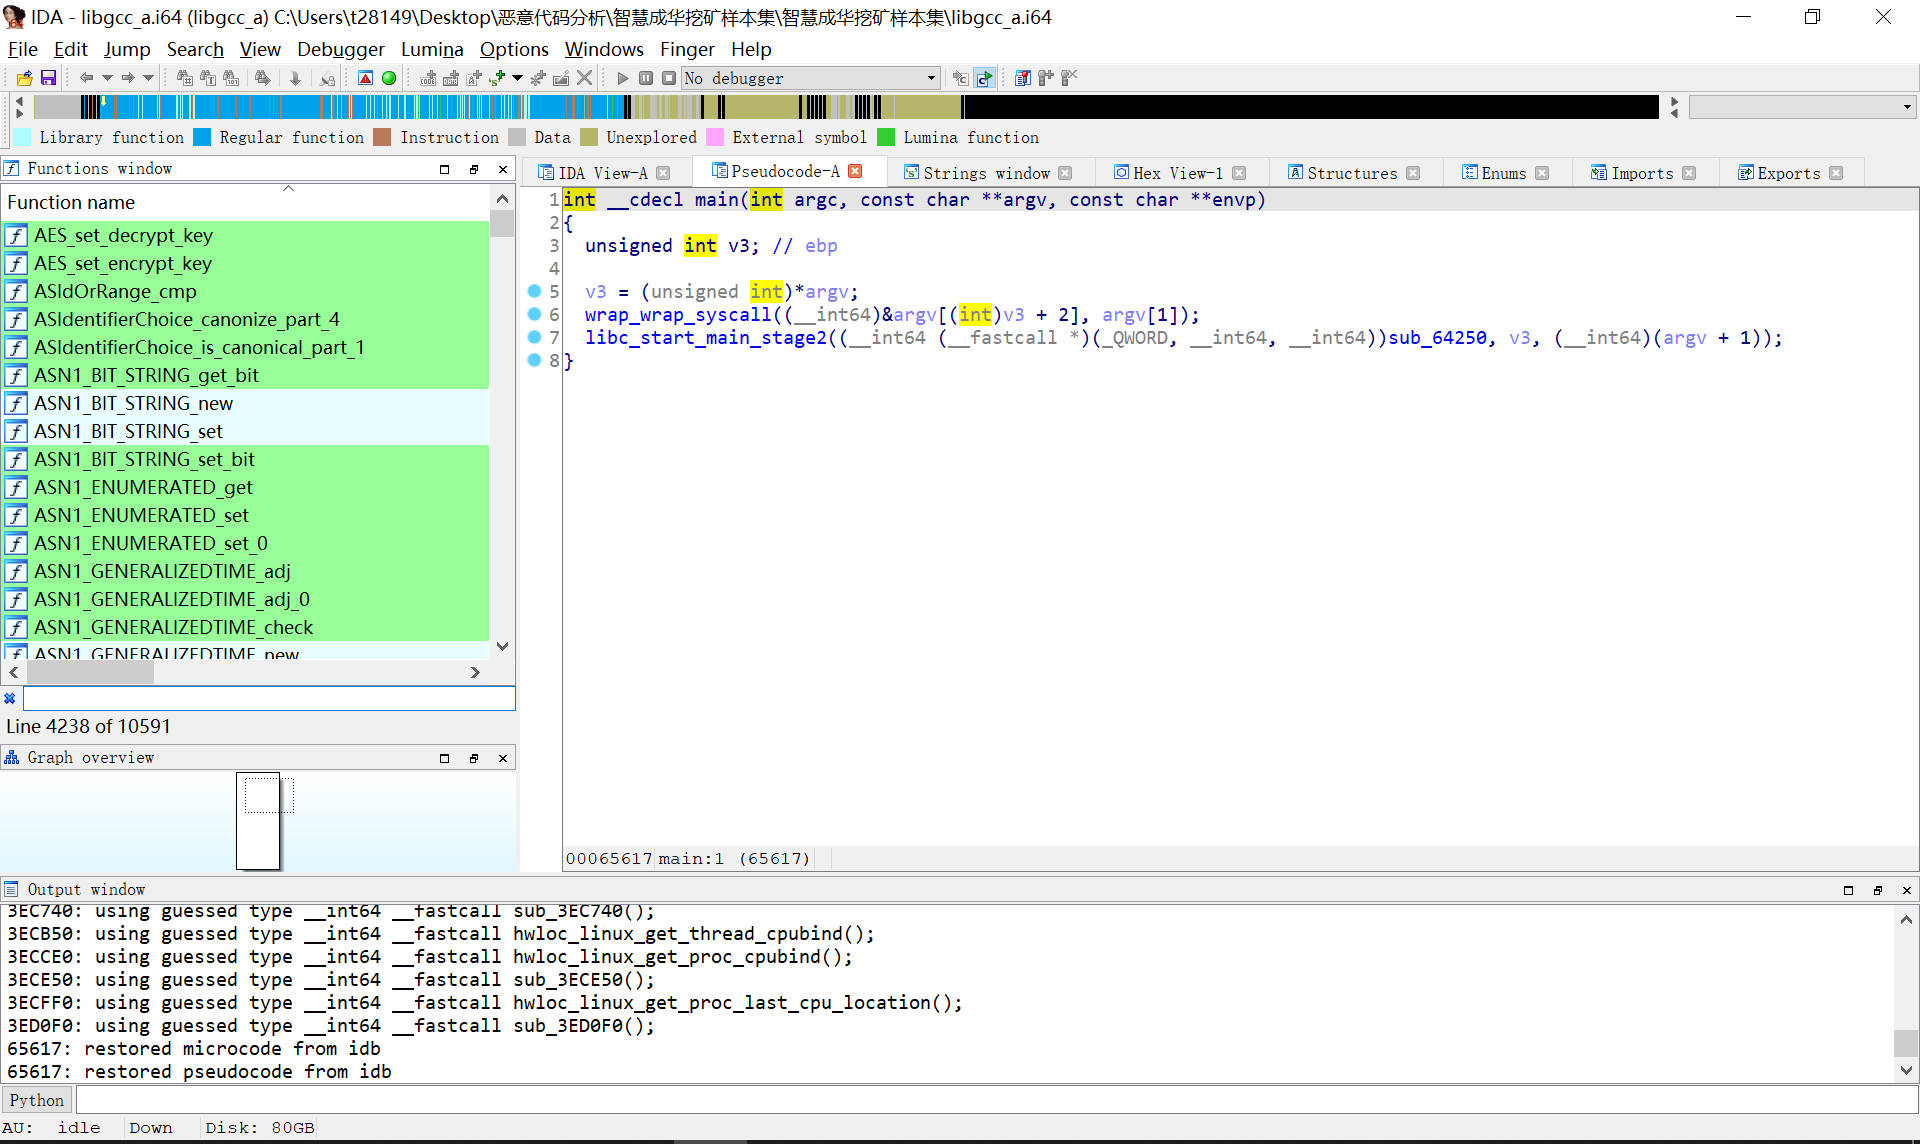 IDA - libgcc_a.i64 (libgcc_a) C:\Users\t28149\Desktop\恶意代码分析\智慧成华挖矿样本集\智慧成华挖矿样本集\libgcc_a.i64
File Edit Jump Search View Debugger Lumina Options Windows Finger Help
No debugger
Library function Regular function Instruction Data Unexplored External symbol Lumina function
Functions window
Function name
AES_set_decrypt_key
AES_set_encrypt_key
ASIdOrRange_cmp
ASIdentifierChoice_canonize_part_4
ASIdentifierChoice_is_canonical_part_1
ASN1_BIT_STRING_get_bit
ASN1_BIT_STRING_new
ASN1_BIT_STRING_set
ASN1_BIT_STRING_set_bit
ASN1_ENUMERATED_get
ASN1_ENUMERATED_set
ASN1_ENUMERATED_set_0
ASN1_GENERALIZEDTIME_adj
ASN1_GENERALIZEDTIME_adj_0
ASN1_GENERALIZEDTIME_check
ASN1_GENERALIZEDTIME_new
Line 4238 of 10591
Graph overview
IDA View-A Pseudocode-A Strings window Hex View-1 Structures Enums Imports Exports
1 int __cdecl main(int argc, const char **argv, const char **envp)
2 {
3 unsigned int v3; // ebp
4
5 v3 = (unsigned int)*argv;
6 wrap_wrap_syscall((__int64)&argv[(int)v3 + 2], argv[1]);
7 libc_start_main_stage2((__int64 (__fastcall *)(_QWORD, __int64, __int64))sub_64250, v3, (__int64)(argv + 1));
8 }
00065617 main:1 (65617)
Output window
3EC740: using guessed type __int64 __fastcall sub_3EC740();
3ECB50: using guessed type __int64 __fastcall hwloc_linux_get_thread_cpubind();
3ECCE0: using guessed type __int64 __fastcall hwloc_linux_get_proc_cpubind();
3ECE50: using guessed type __int64 __fastcall sub_3ECE50();
3ECFF0: using guessed type __int64 __fastcall hwloc_linux_get_proc_last_cpu_location();
3ED0F0: using guessed type __int64 __fastcall sub_3ED0F0();
65617: restored microcode from idb
65617: restored pseudocode from idb
Python
AU: idle Down Disk: 80GB